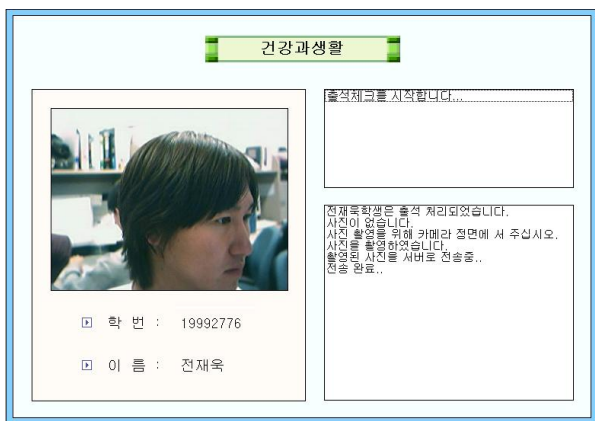 건강과생활
출석체크를 시작합니다...
전재욱학생은 출석 처리되었습니다.
사진이 없습니다.
사진 촬영을 위해 카메라 정면에 서 주십시오.
사진을 촬영하였습니다.
촬영된 사진을 서버로 전송중..
전송 완료..
학 번 : 19992776
이 름 : 전재욱